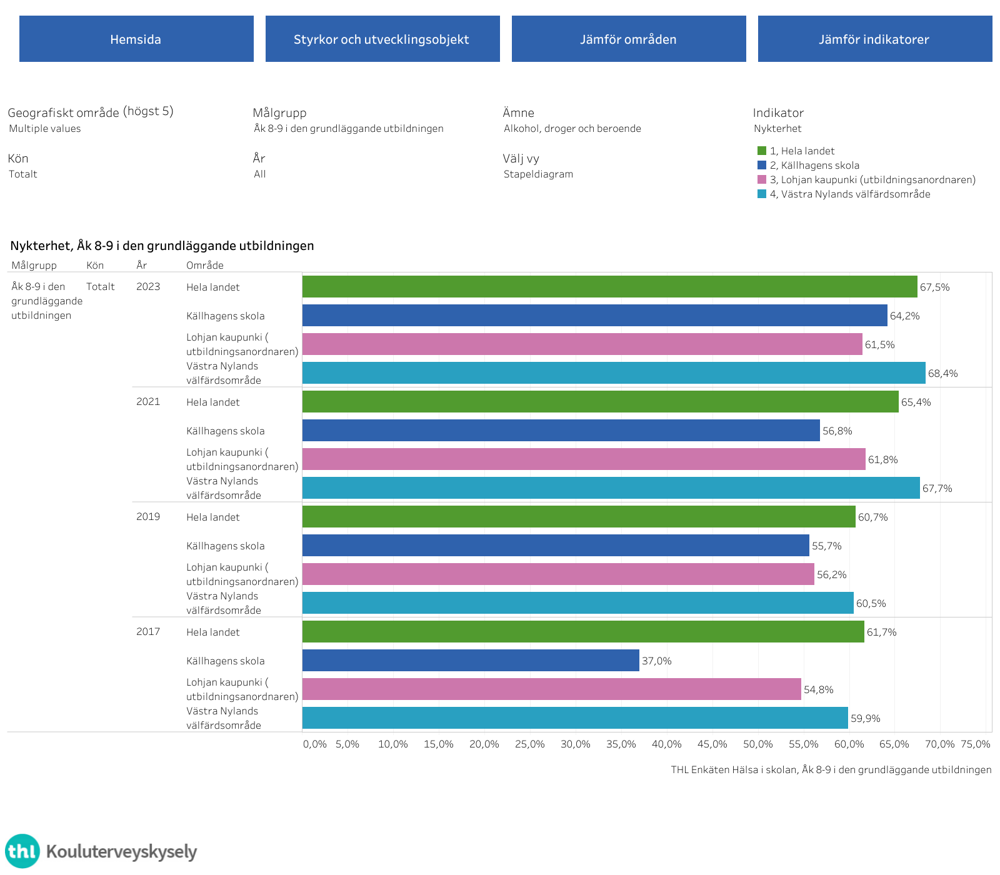 Hemsida
Styrkor och utvecklingsobjekt
Jämför områden
Jämför indikatorer
Geografiskt område (högst 5)
Multiple values
Målgrupp
Åk 8-9 i den grundläggande utbildningen
Ämne
Alkohol, droger och beroende
Indikator
Nykterhet
Kön
Totalt
År
All
Välj vy
Stapeldiagram
1, Hela landet
2, Källhagens skola
3, Lohjan kaupunki (utbildningsanordnaren)
4, Västra Nylands välfärdsområde
Nykterhet, Åk 8-9 i den grundläggande utbildningen
Målgrupp Kön År Område
Åk 8-9 i den
grundläggande
utbildningen
Totalt
2023
Hela landet
67,5%
Källhagens skola
64,2%
Lohjan kaupunki (
utbildningsanordnaren)
61,5%
Västra Nylands
välfärdsområde
68,4%
2021
Hela landet
65,4%
Källhagens skola
56,8%
Lohjan kaupunki (
utbildningsanordnaren)
61,8%
Västra Nylands
välfärdsområde
67,7%
2019
Hela landet
60,7%
Källhagens skola
55,7%
Lohjan kaupunki (
utbildningsanordnaren)
56,2%
Västra Nylands
välfärdsområde
60,5%
2017
Hela landet
61,7%
Källhagens skola
37,0%
Lohjan kaupunki (
utbildningsanordnaren)
54,8%
Västra Nylands
välfärdsområde
59,9%
0,0% 5,0% 10,0% 15,0% 20,0% 25,0% 30,0% 35,0% 40,0% 45,0% 50,0% 55,0% 60,0% 65,0% 70,0% 75,0%
THL Enkäten Hälsa i skolan, Åk 8-9 i den grundläggande utbildningen
thl Kouluterveyskysely